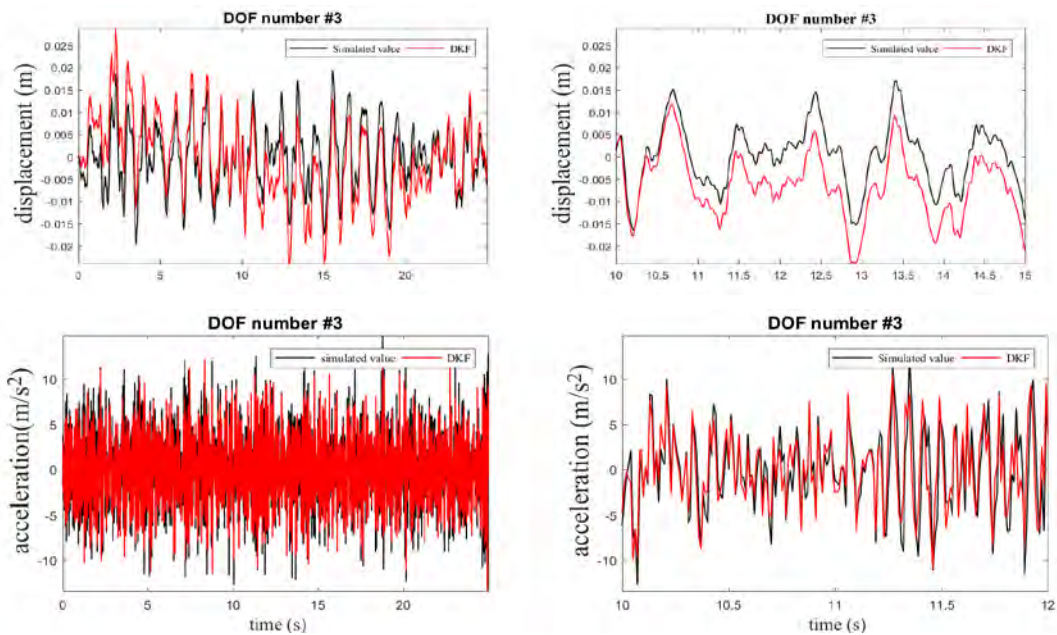 DOF number #3
Simulated value DKF
displacement (m)
0.025
0.02
0.015
0.01
0.005
0
-0.005
-0.01
-0.015
-0.02
0 5 10 15 20
DOF number #3
Simulated value DKF
displacement (m)
0.025
0.02
0.015
0.01
0.005
0
-0.005
-0.01
-0.015
-0.02
10 10.5 11 11.5 12 12.5 13 13.5 14 14.5 15
DOF number #3
simulated value DKF
acceleration(m/s²)
10
5
0
-5
-10
0 5 10 15 20
time (s)
DOF number #3
Simulated value DKF
acceleration (m/s²)
10
5
0
-5
-10
10 10.5 11 11.5 12
time (s)